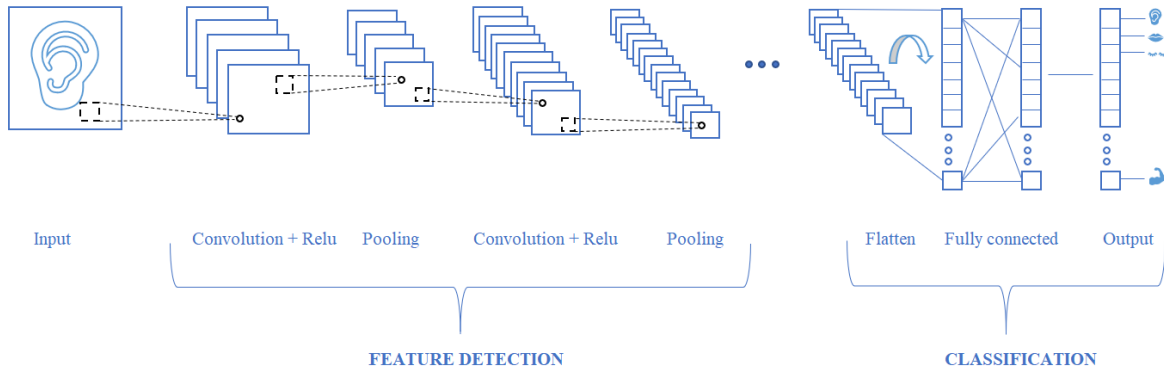 Input
Convolution + Relu
Pooling
Convolution + Relu
Pooling
Flatten
Fully connected
Output
FEATURE DETECTION
CLASSIFICATION